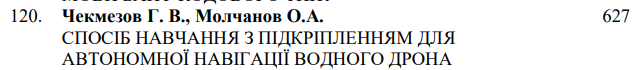 120. Чекмезов Г. В., Молчанов О.А. 627
СПОСІБ НАВЧАННЯ З ПІДКРІПЛЕННЯМ ДЛЯ
АВТОНОМНОЇ НАВІГАЦІЇ ВОДНОГО ДРОНА